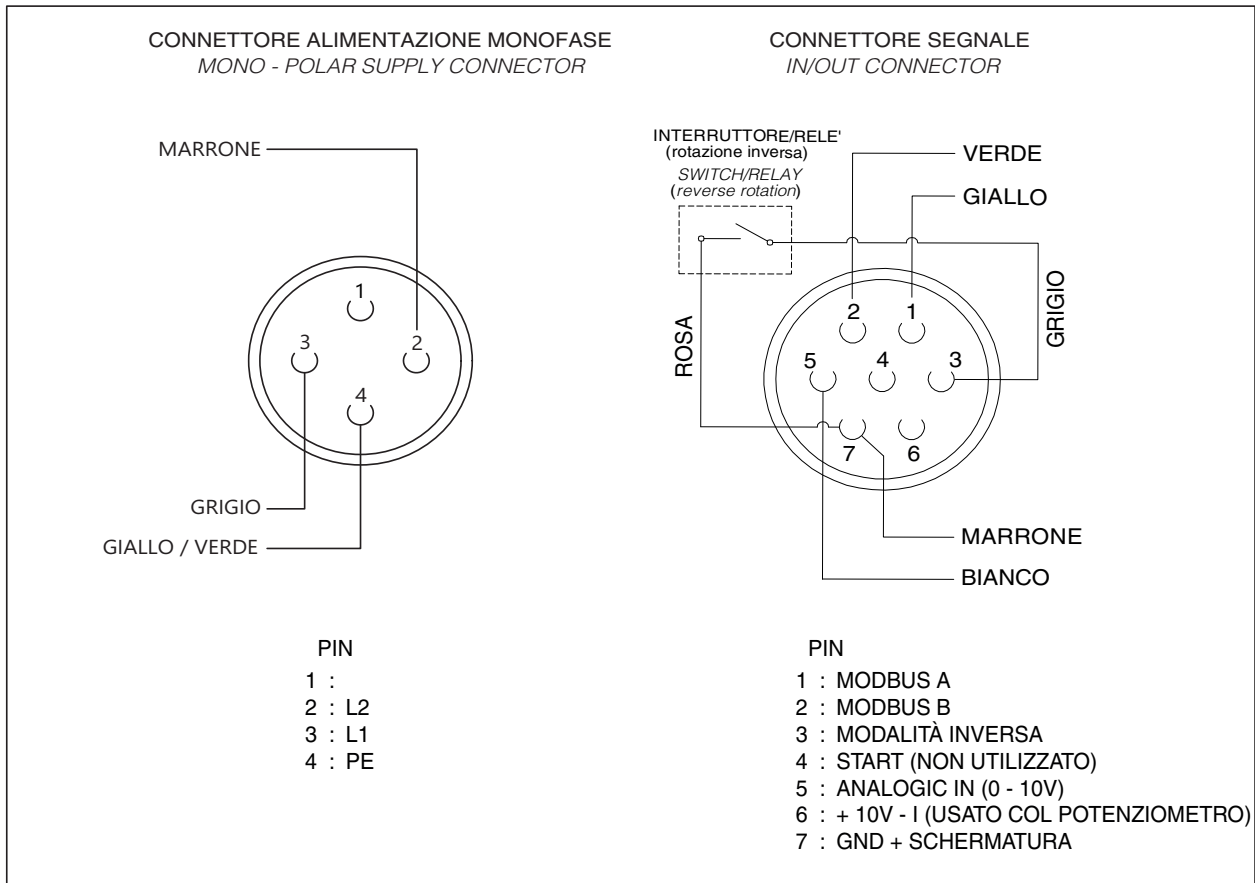 CONNETTORE ALIMENTAZIONE MONOFASE
MONO - POLAR SUPPLY CONNECTOR
MARRONE
1
3
2
4
GRIGIO
GIALLO / VERDE
PIN
1 :
2 : L2
3 : L1
4 : PE
CONNETTORE SEGNALE
IN/OUT CONNECTOR
INTERRUTTORE/RELE'
(rotazione inversa)
SWITCH/RELAY
(reverse rotation)
VERDE
GIALLO
GRIGIO
ROSA
2
1
5
4
3
7
6
MARRONE
BIANCO
PIN
1 : MODBUS A
2 : MODBUS B
3 : MODALITÀ INVERSA
4 : START (NON UTILIZZATO)
5 : ANALOGIC IN (0 - 10V)
6 : + 10V - I (USATO COL POTENZIOMETRO)
7 : GND + SCHERMATURA